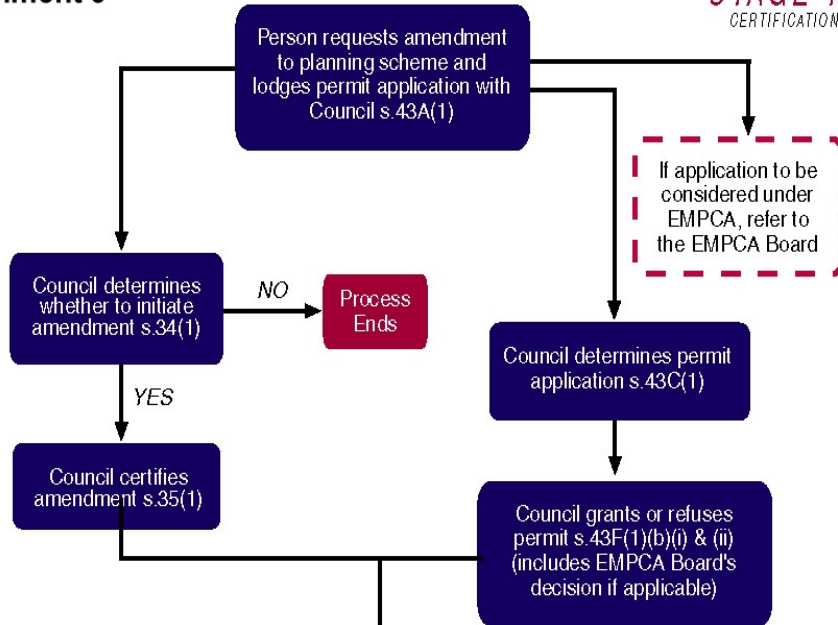 Person requests amendment
to planning scheme and
lodges permit application with
Council s.43A(1)
CERTIFICATION
If application to be
considered under
EMPCA, refer to
the EMPCA Board
Council determines
whether to initiate
amendment s.34(1)
NO
Process
Ends
Council determines permit
application s.43C(1)
YES
Council certifies
amendment s.35(1)
Council grants or refuses
permit s.43F(1)(b)(i) & (ii)
(includes EMPCA Board's
decision if applicable)